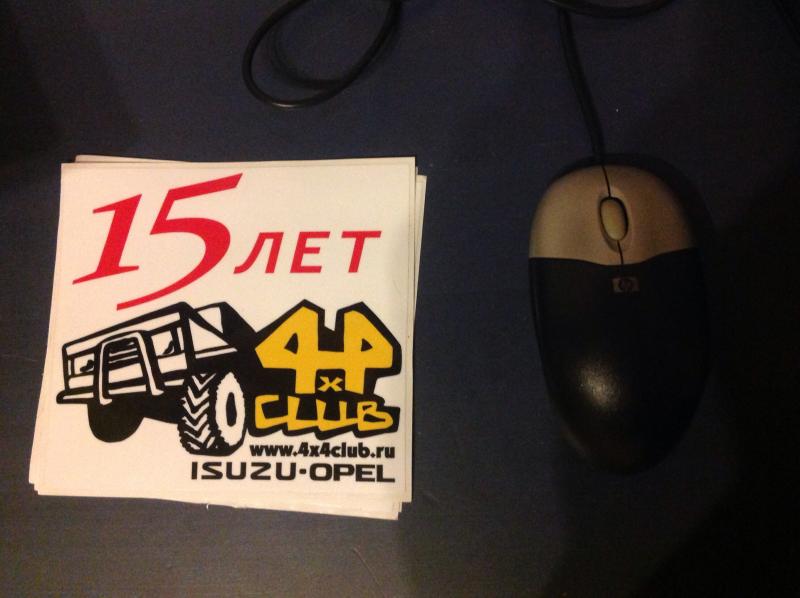 15 ЛЕТ
4x4
CLUB
www.4x4club.ru
ISUZU-OPEL
hp